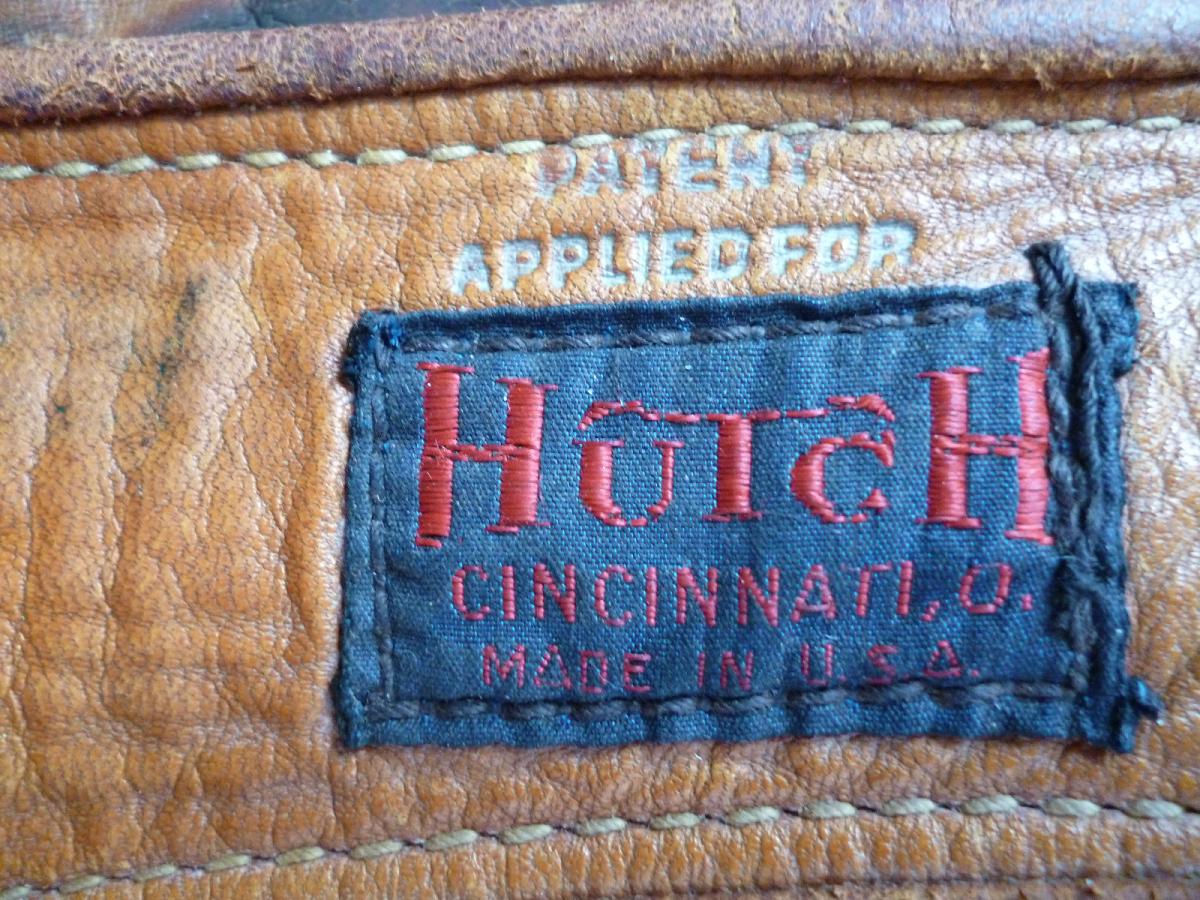 PATENT
APPLIED FOR
HUTCH
CINCINNATI, O.
MADE IN U.S.A.